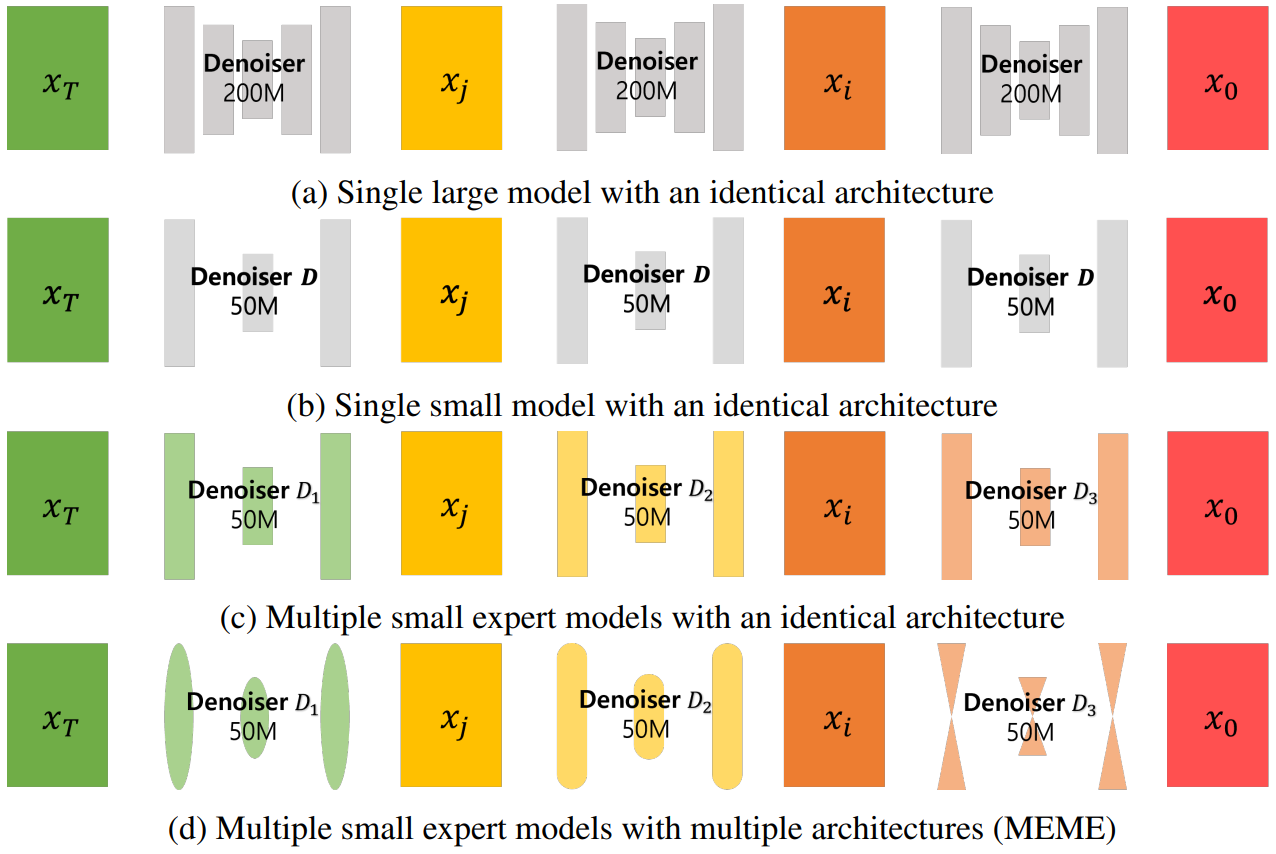 x_T Denoiser 200M x_j Denoiser 200M x_i Denoiser 200M x_0
(a) Single large model with an identical architecture
x_T Denoiser D 50M x_j Denoiser D 50M x_i Denoiser D 50M x_0
(b) Single small model with an identical architecture
x_T Denoiser D_1 50M x_j Denoiser D_2 50M x_i Denoiser D_3 50M x_0
(c) Multiple small expert models with an identical architecture
x_T Denoiser D_1 50M x_j Denoiser D_2 50M x_i Denoiser D_3 50M x_0
(d) Multiple small expert models with multiple architectures (MEME)